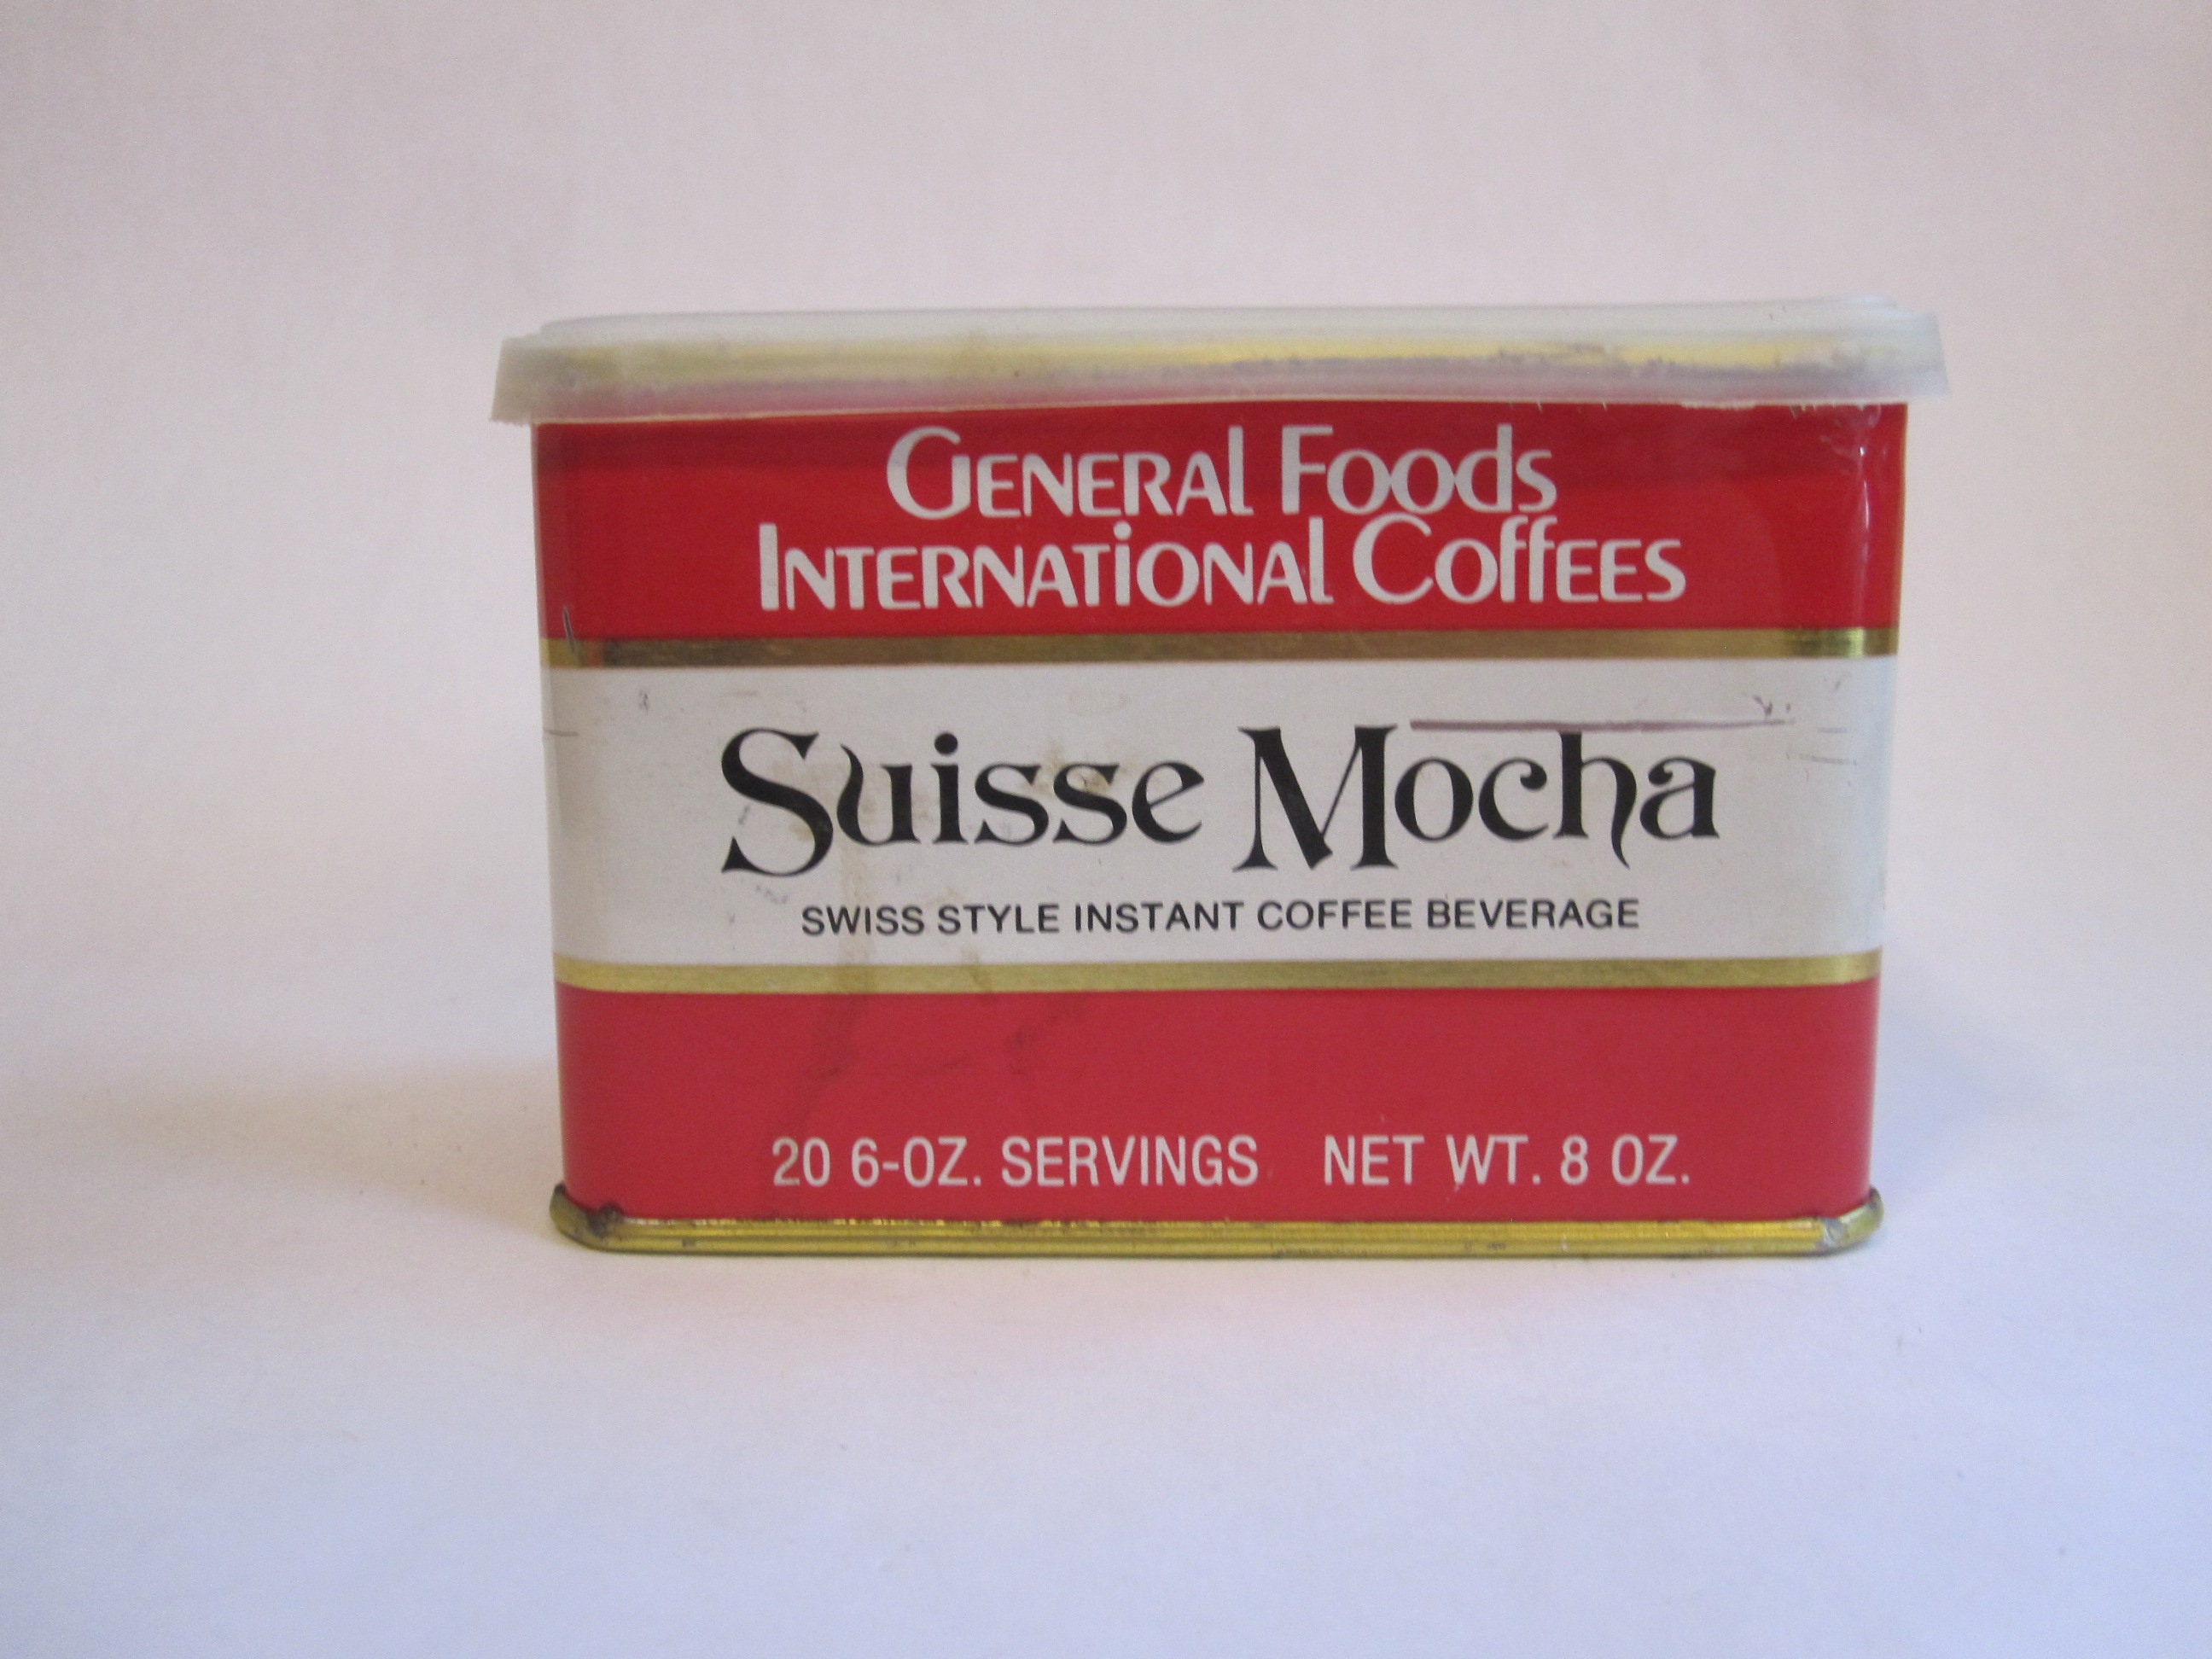 General Foods
International Coffees
Suisse Mocha
SWISS STYLE INSTANT COFFEE BEVERAGE
20 6-OZ. SERVINGS NET WT. 8 OZ.